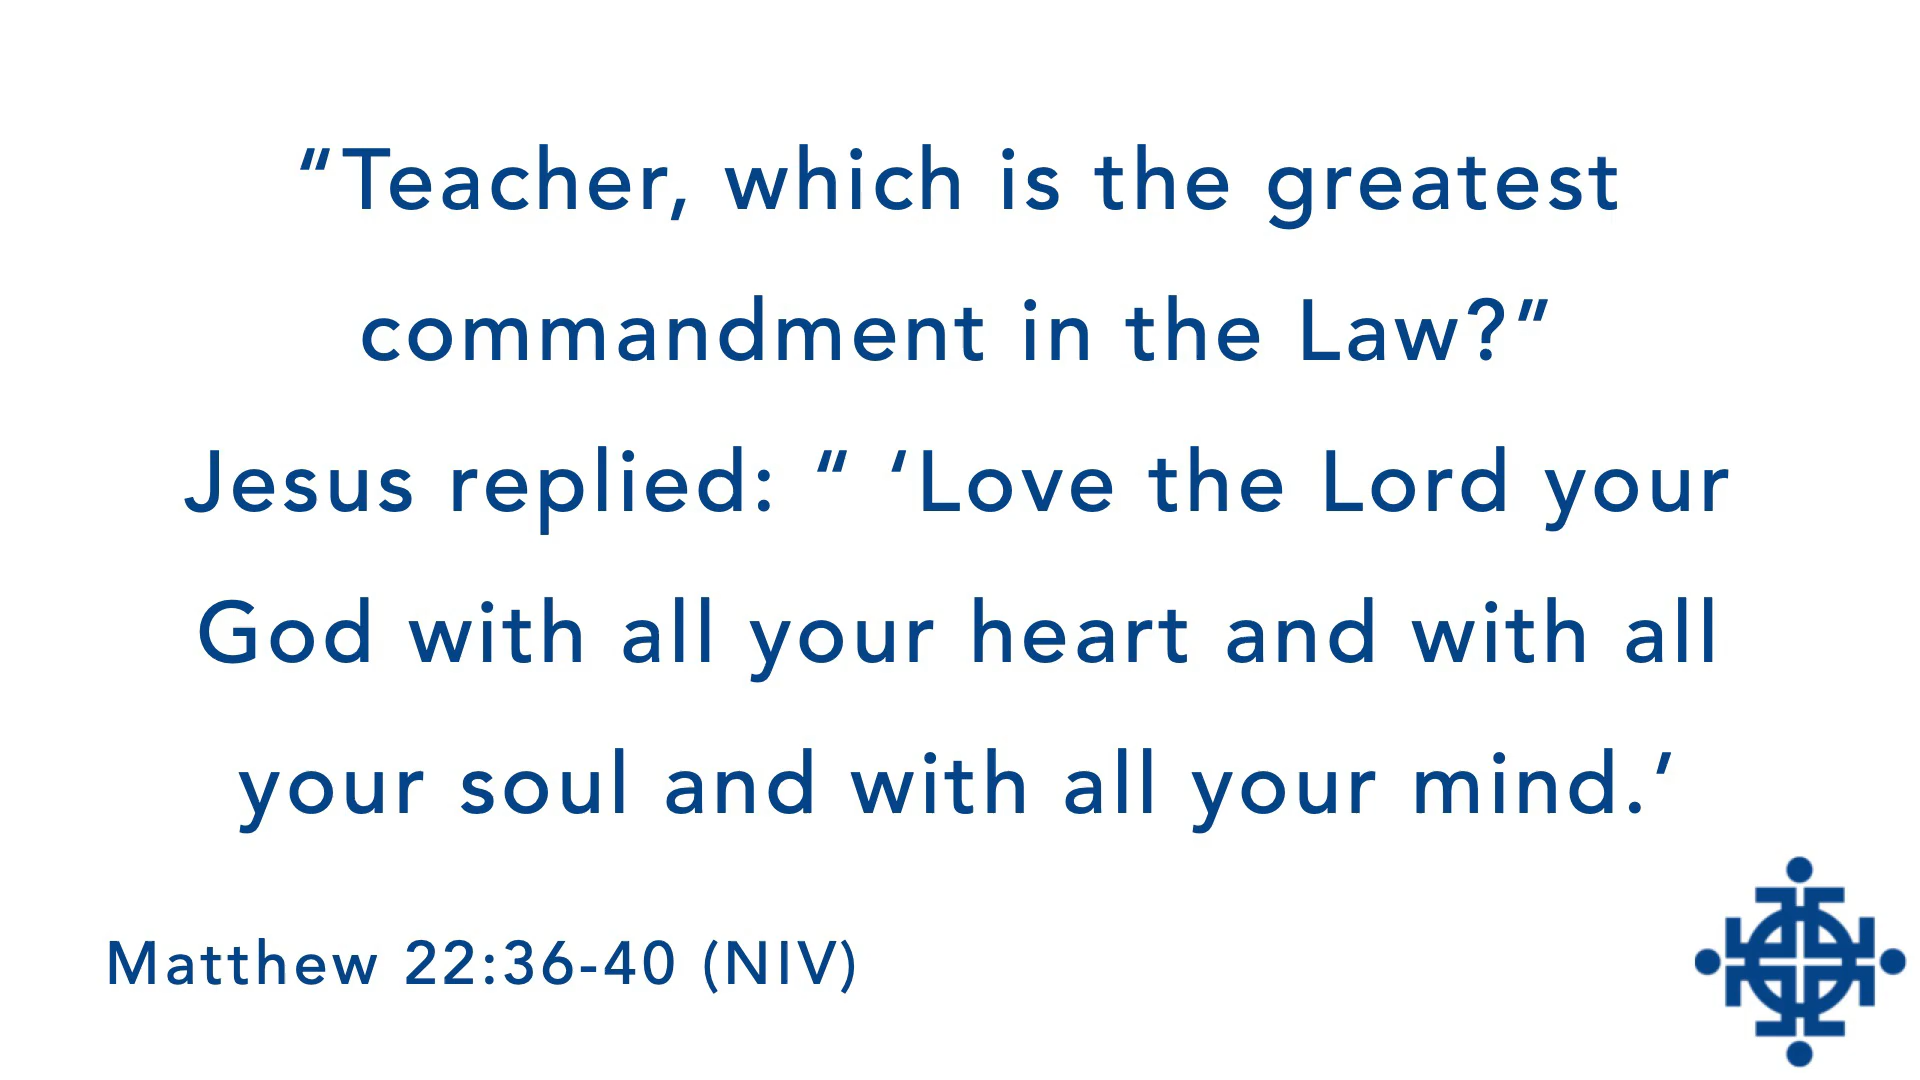 “Teacher, which is the greatest
commandment in the Law?”
Jesus replied: “ ‘Love the Lord your
God with all your heart and with all
your soul and with all your mind.’
Matthew 22:36-40 (NIV)